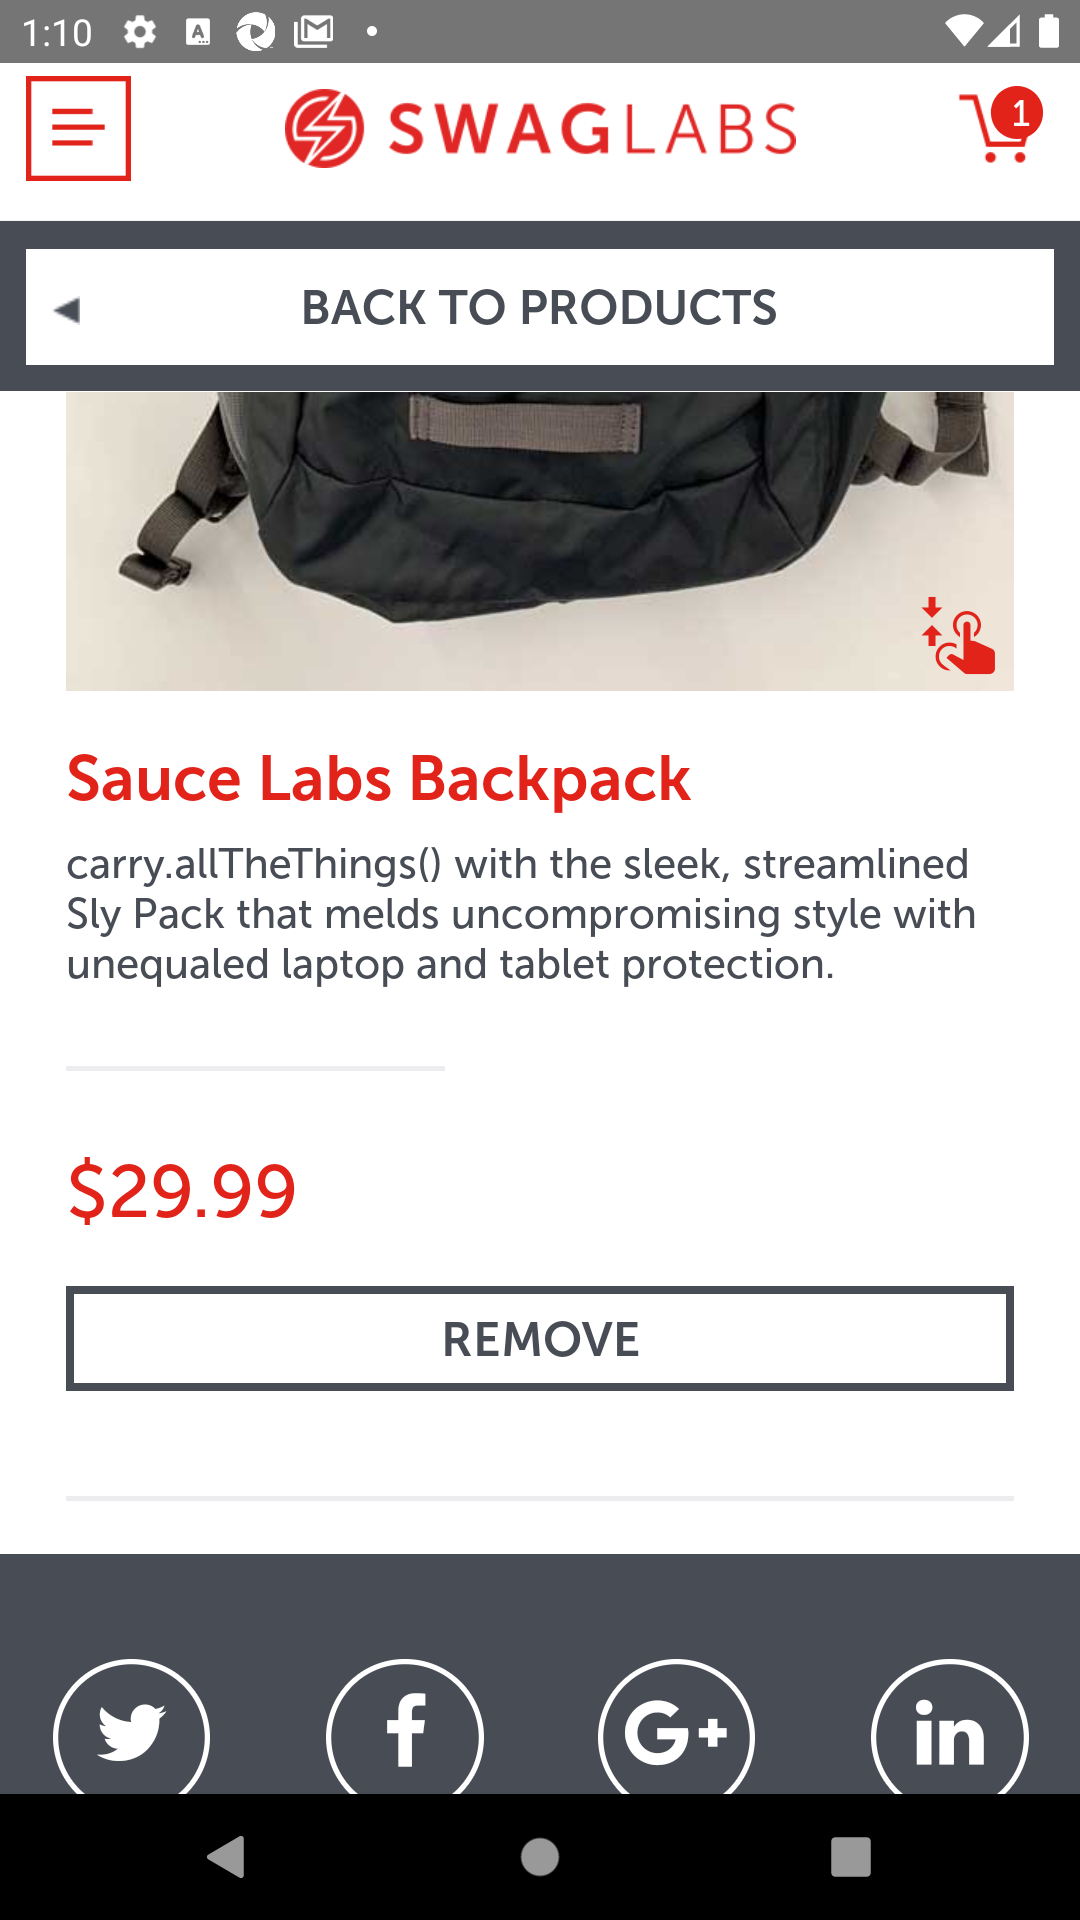 1:10
SWAGLABS
1
BACK TO PRODUCTS
Sauce Labs Backpack
carry.allTheThings() with the sleek, streamlined
Sly Pack that melds uncompromising style with
unequaled laptop and tablet protection.
$29.99
REMOVE